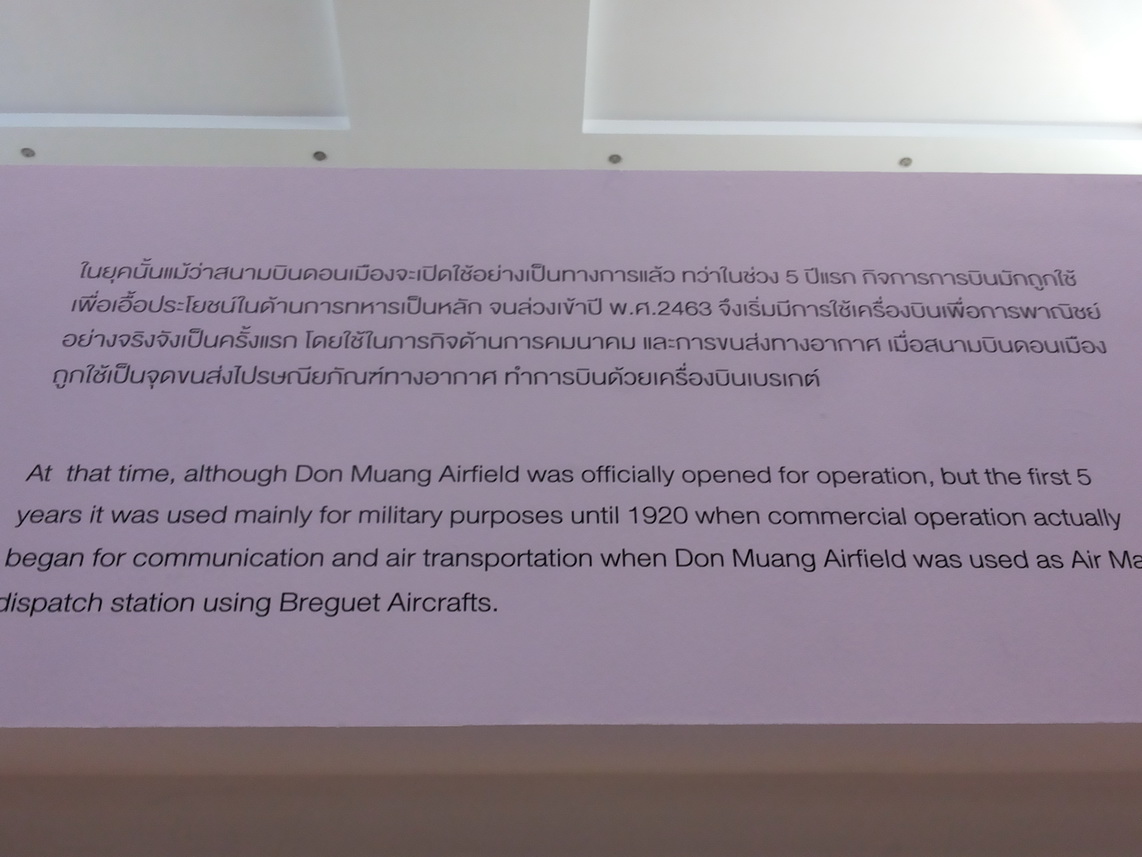 ในยุคนั้นแม้ว่าสนามบินดอนเมืองจะเปิดใช้อย่างเป็นทางการแล้ว ทว่าในช่วง 5 ปีแรก กิจการการบินมักถูกใช้
เพื่อเอื้อประโยชน์ในด้านการทหารเป็นหลัก จนล่วงเข้าปี พ.ศ.2463 จึงเริ่มมีการใช้เครื่องบินเพื่อการพาณิชย์
อย่างจริงจังเป็นครั้งแรก โดยใช้ในภารกิจด้านการคมนาคม และการขนส่งทางอากาศ เมื่อสนามบินดอนเมือง
ถูกใช้เป็นจุดขนส่งไปรษณียภัณฑ์ทางอากาศ ทำการบินด้วยเครื่องบินเบรเกต์
At that time, although Don Muang Airfield was officially opened for operation, but the first 5
years it was used mainly for military purposes until 1920 when commercial operation actually
began for communication and air transportation when Don Muang Airfield was used as Air
dispatch station using Breguet Aircrafts.